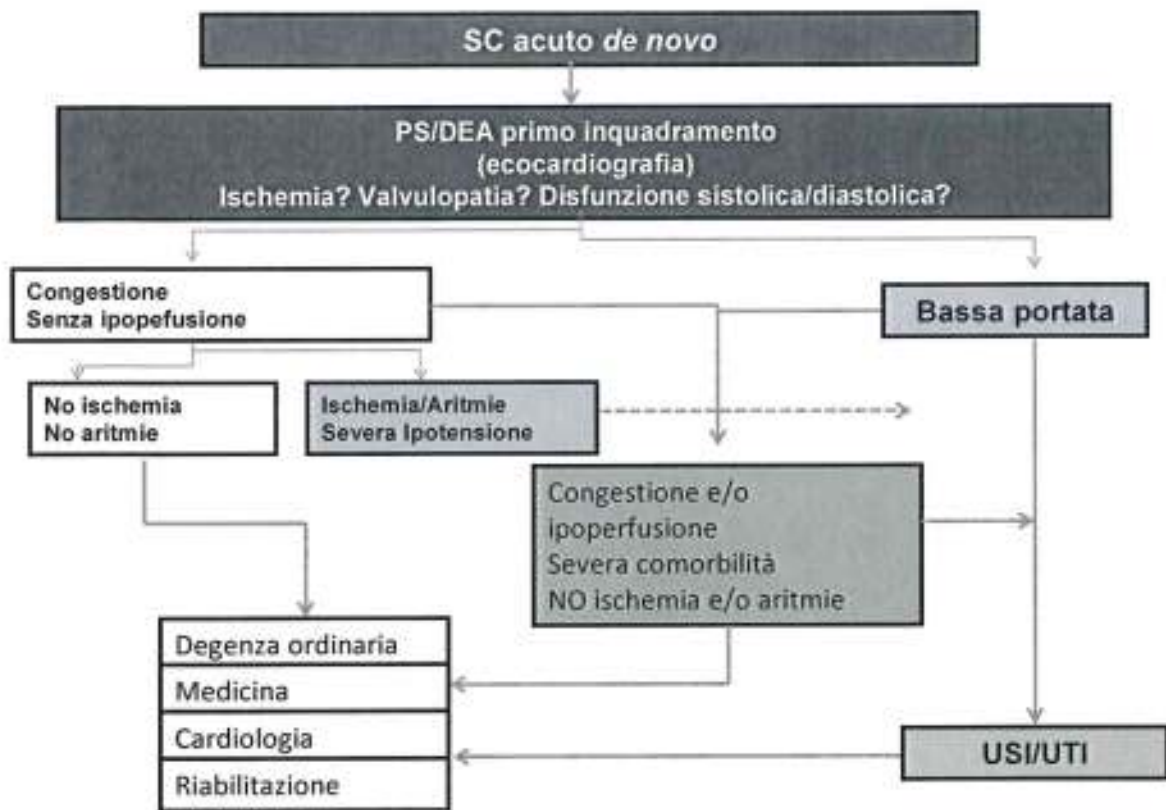 SC acuto de novo
PS/DEA primo inquadramento
(ecocardiografia)
Ischemia? Valvulopatia? Disfunzione sistolica/diastolica?
Congestione
Senza ipopefusione
Bassa portata
No ischemia
No aritmie
Ischemia/Aritmie
Severa Ipotensione
Congestione e/o
ipoperfusione
Severa comorbilità
NO ischemia e/o aritmie
Degenza ordinaria
Medicina
Cardiologia
Riabilitazione
USI/UTI